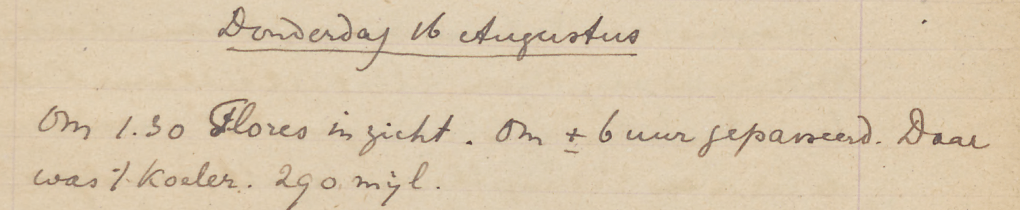 Donderdag 16 Augustus
Om 1.30 Flores in zicht. Om ± 6 uur gepasseerd. Daar
was 't koeler. 290 mijl.